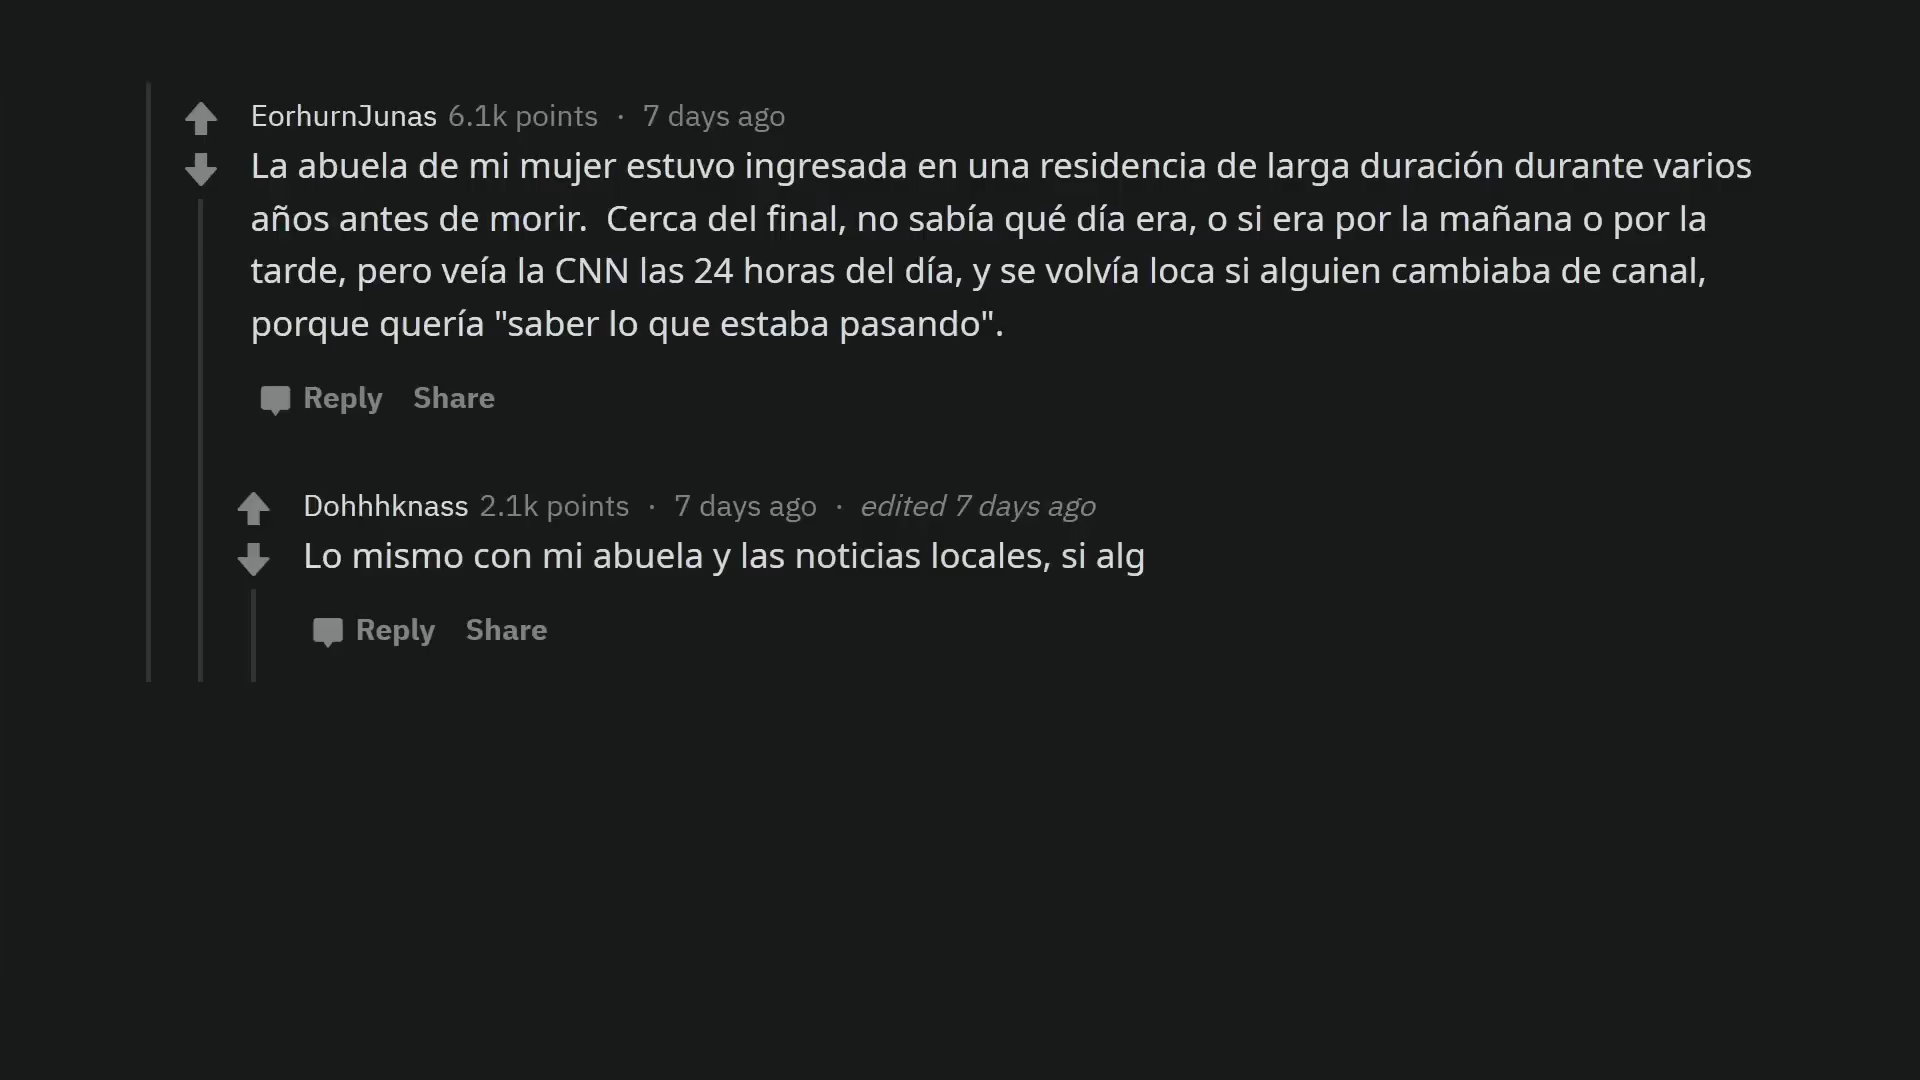 EorhurnJunas 6.1k points · 7 days ago
La abuela de mi mujer estuvo ingresada en una residencia de larga duración durante varios
años antes de morir.  Cerca del final, no sabía qué día era, o si era por la mañana o por la
tarde, pero veía la CNN las 24 horas del día, y se volvía loca si alguien cambiaba de canal,
porque quería "saber lo que estaba pasando".
Reply Share
Dohhhknass 2.1k points · 7 days ago · edited 7 days ago
Lo mismo con mi abuela y las noticias locales, si alg
Reply Share